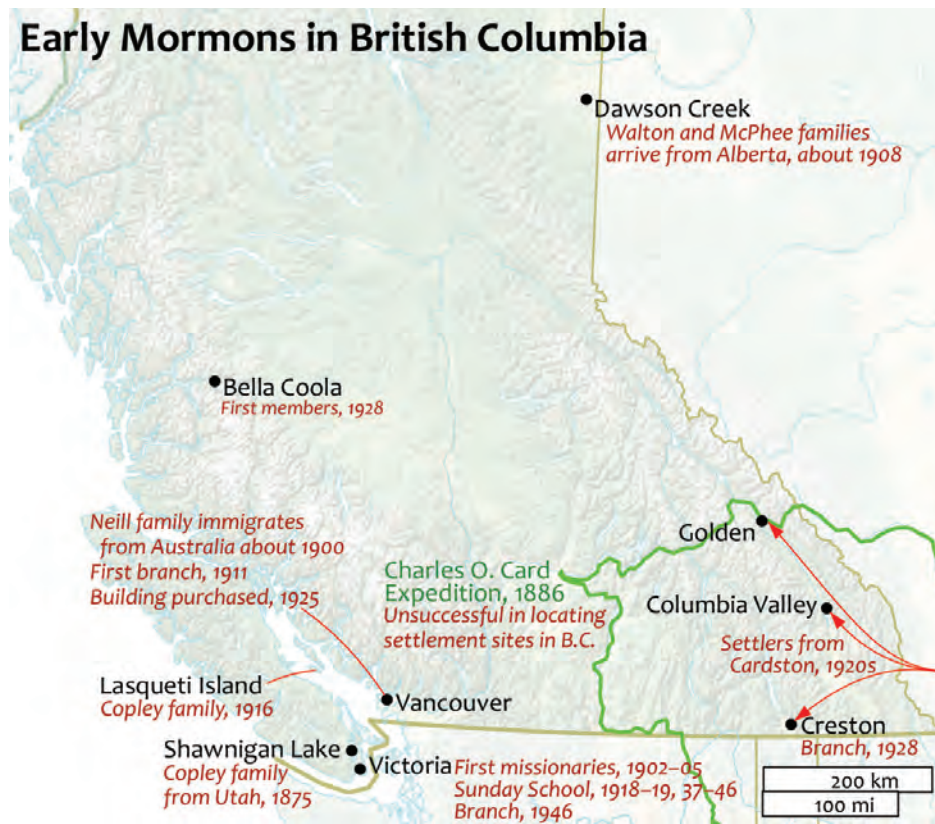 Early Mormons in British Columbia
Dawson Creek
Walton and McPhee families
arrive from Alberta, about 1908
Bella Coola
First members, 1928
Neill family immigrates
from Australia about 1900
First branch, 1911
Building purchased, 1925
Charles O. Card
Expedition, 1886
Unsuccessful in locating
settlement sites in B.C.
Golden
Columbia Valley
Settlers from
Cardston, 1920s
Lasqueti Island
Copley family, 1916
Vancouver
Creston
Branch, 1928
Shawnigan Lake
Copley family
from Utah, 1875
Victoria
First missionaries, 1902–05
Sunday School, 1918–19, 37–46
Branch, 1946
200 km
100 mi